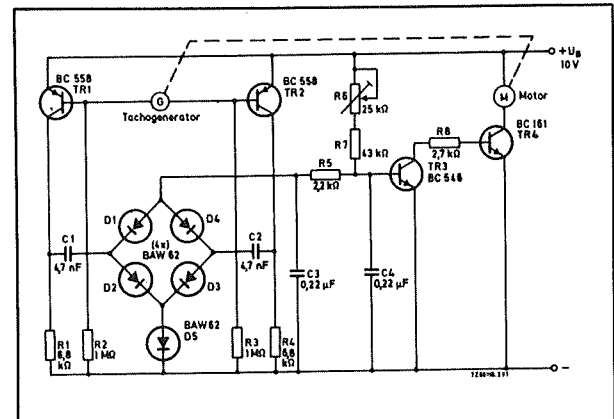 + U_B
10 V
BC 558
TR1
G
Tachogenerator
BC 558
TR2
R6
25 kΩ
M
Motor
R7
43 kΩ
R8
2,7 kΩ
BC 161
TR4
R5
2,2 kΩ
TR3
BC 548
D1
D4
(4x)
BAW 62
C1
4,7 nF
C2
4,7 nF
D2
D3
C3
0,22 µF
C4
0,22 µF
R1
6,8
kΩ
R2
1 MΩ
BAW 62
D5
R3
1 MΩ
R4
6,8
kΩ
–